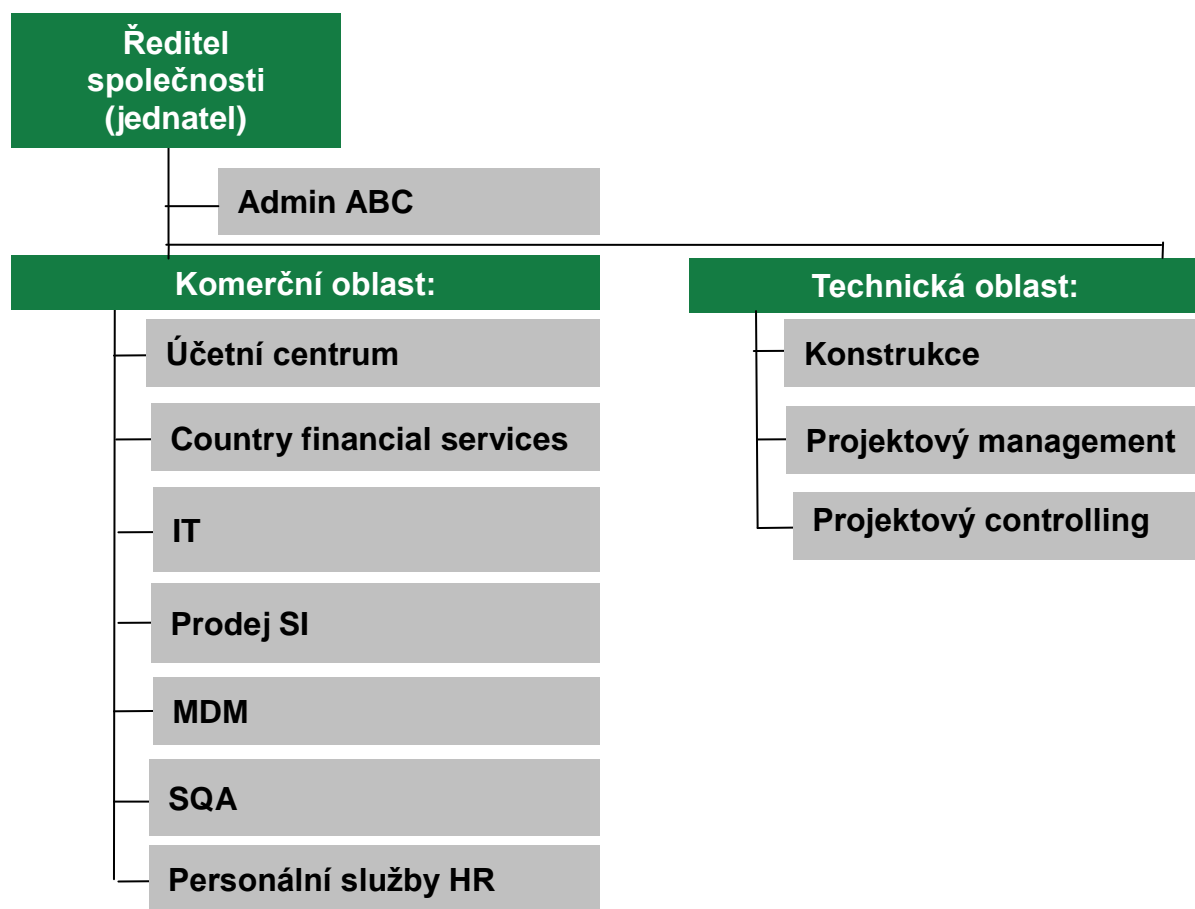 Ředitel
společnosti
(jednatel)
Admin ABC
Komerční oblast:
Účetní centrum
Country financial services
IT
Prodej SI
MDM
SQA
Personální služby HR
Technická oblast:
Konstrukce
Projektový management
Projektový controlling